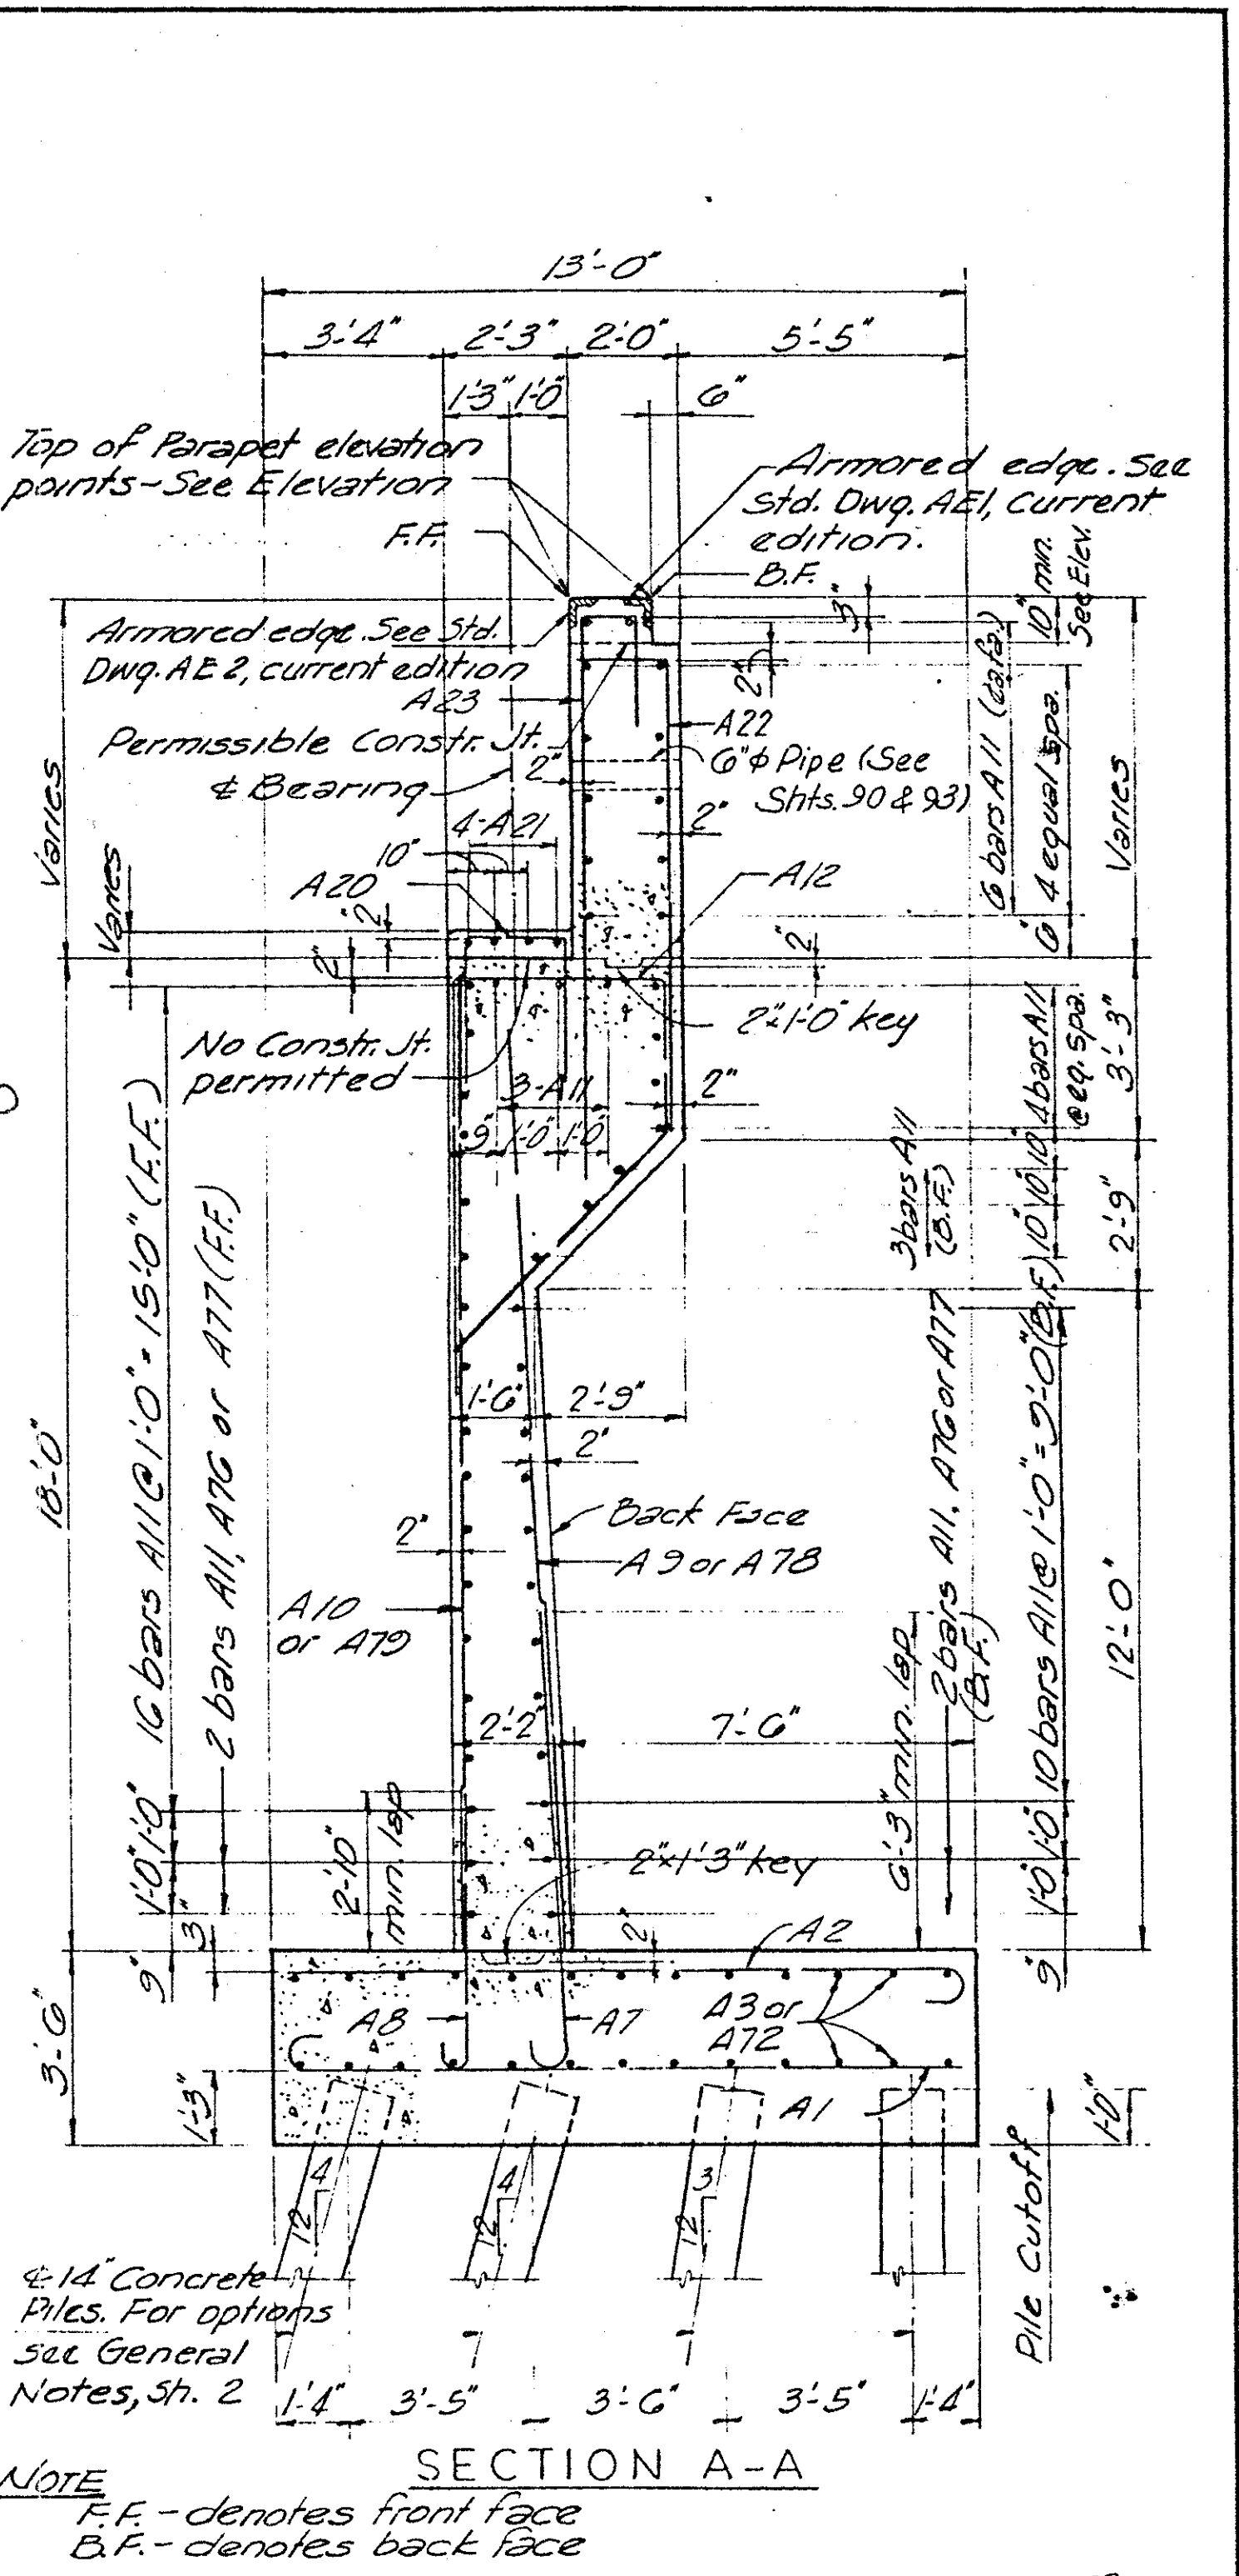 13'-0"
3'-4" 2'-3" 2'-0" 5'-5"
1'-3" 1'-0" 6"
Top of Parapet elevation
points-See Elevation
F.F.
Armored edge. See
Std. Dwg. AE1, Current
edition.
B.F.
3"
10" min.
See Elev.
Armored edge. See Std.
Dwg. AE2, current edition
A23
2"
A22
Permissible Constr. Jt.
℄ Bearing
2"
6"φ Pipe (See
Shts. 90 & 93)
2"
6 bars A11
6" 4 equal spa.
Varies
Varies
Varies
4-A21
10"
A20
2"
2"
A12
2"
2"x1'-0" key
No Constr. Jt.
permitted
3-A11
9" 1'-0" 1'-0"
2"
4 bars A11
@ eq. spa.
3'-3"
10" 10" 10"
3 bars A11
(B.F.)
2'-9"
18'-0"
16 bars A11 @ 1'-0" = 15'-0" (F.F.)
2 bars A11, A76 or A77 (F.F.)
1'-6" 2'-9"
2"
2"
Back Face
A9 or A78
A10
or A79
2 bars A11, A76 or A77
(B.F.)
10 bars A11 @ 1'-0" = 9'-0" (B.F.)
12'-0"
2'-2" 7'-6"
6'-3" min. lap
2'-10"
min. lap
1'-0" 1'-0"
1'-0" 1'-0"
2"x1'-3" key
9" 3"
2"
9"
A2
A8
A7
A3 or
A72
3'-6"
1'-3"
A1
1'-0"
Pile Cutoff
12 4
12 4
12 3
℄ 14" Concrete
Piles. For options
see General
Notes, sh. 2
1'-4" 3'-5" 3'-6" 3'-5" 1'-4"
SECTION A-A
NOTE
F.F. - denotes front face
B.F. - denotes back face